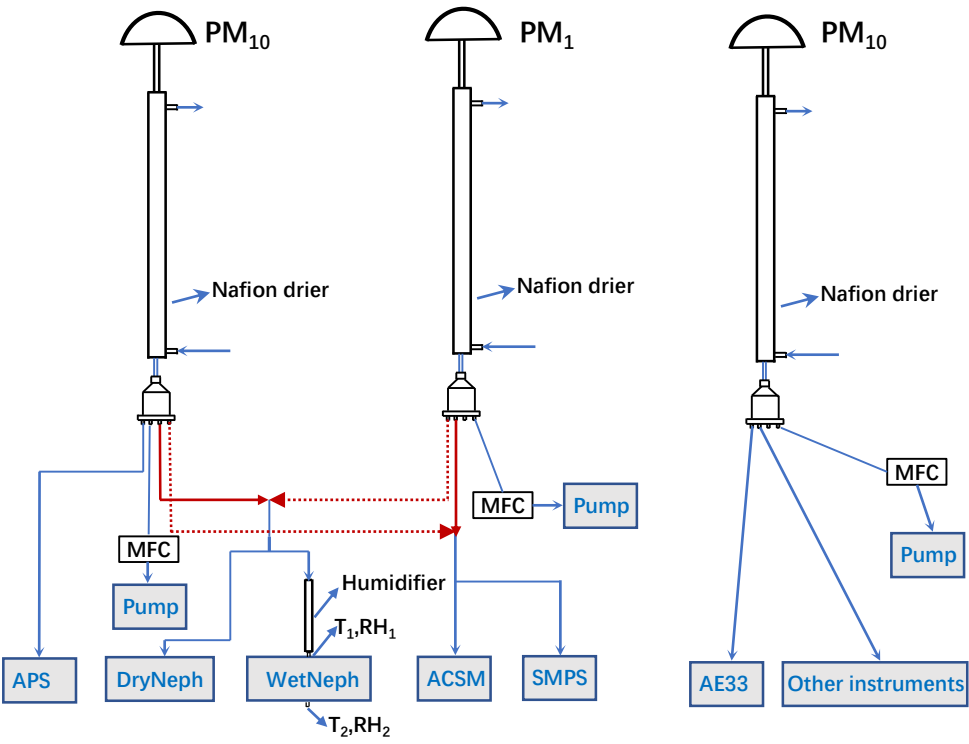 PM10
PM1
PM10
Nafion drier
Nafion drier
Nafion drier
MFC
MFC
MFC
Pump
Pump
Pump
Humidifier
T1,RH1
APS
DryNeph
WetNeph
ACSM
SMPS
AE33
Other instruments
T2,RH2